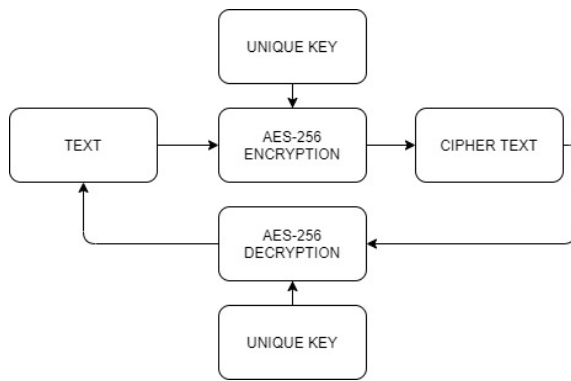 UNIQUE KEY
TEXT
AES-256
ENCRYPTION
CIPHER TEXT
AES-256
DECRYPTION
UNIQUE KEY